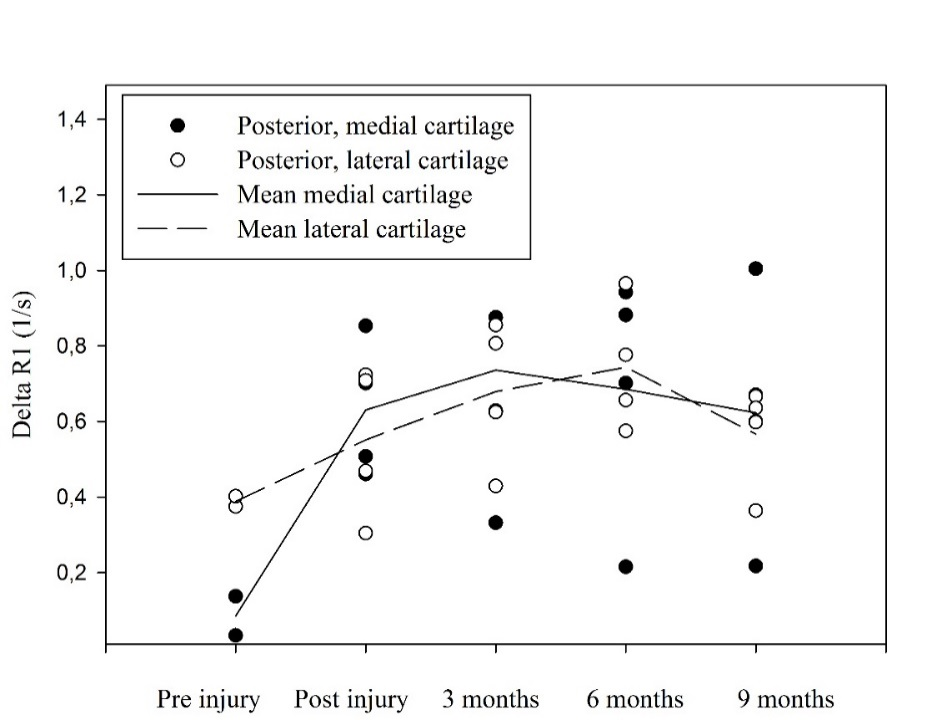 Posterior, medial cartilage
Posterior, lateral cartilage
Mean medial cartilage
Mean lateral cartilage
1,4
1,2
1,0
0,8
0,6
0,4
0,2
Delta R1 (1/s)
Pre injury Post injury 3 months 6 months 9 months